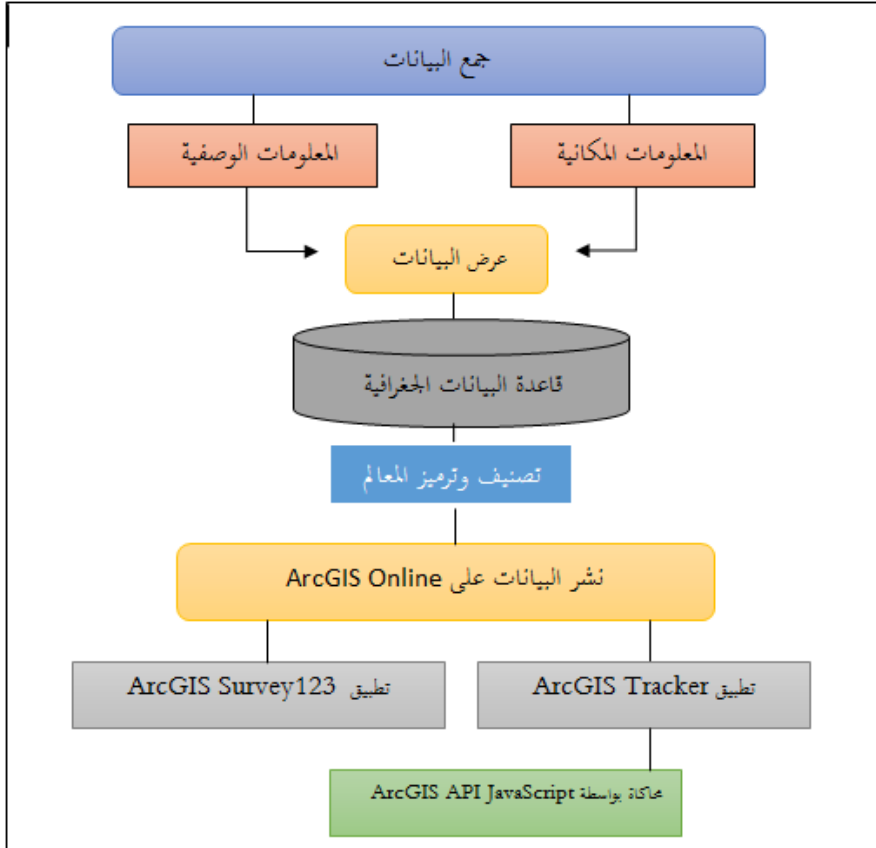 جمع البيانات
المعلومات المكانية
المعلومات الوصفية
عرض البيانات
قاعدة البيانات الجغرافية
تصنيف وترميز المعالم
نشر البيانات على ArcGIS Online
تطبيق ArcGIS Tracker
تطبيق ArcGIS Survey123
محاكاة بواسطة ArcGIS API JavaScript